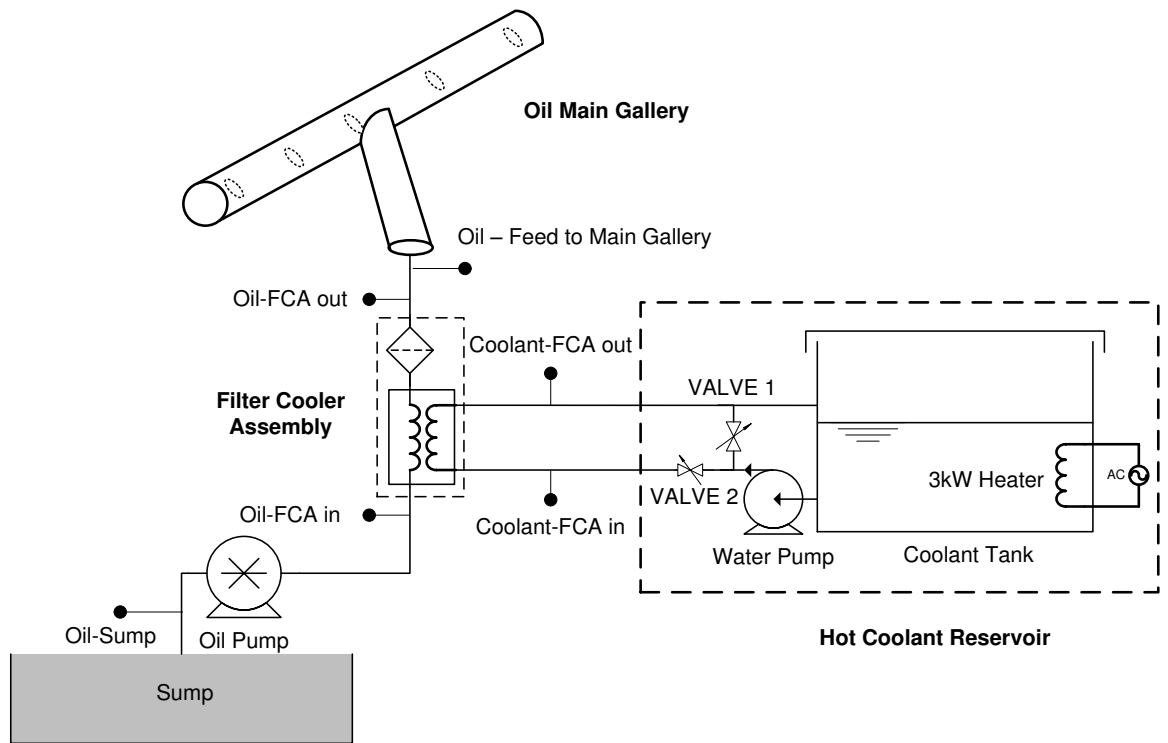 Oil Main Gallery
Oil – Feed to Main Gallery
Oil-FCA out
Coolant-FCA out
VALVE 1
Filter Cooler
Assembly
3kW Heater
AC
VALVE 2
Oil-FCA in
Coolant-FCA in
Water Pump
Coolant Tank
Oil-Sump
Oil Pump
Hot Coolant Reservoir
Sump